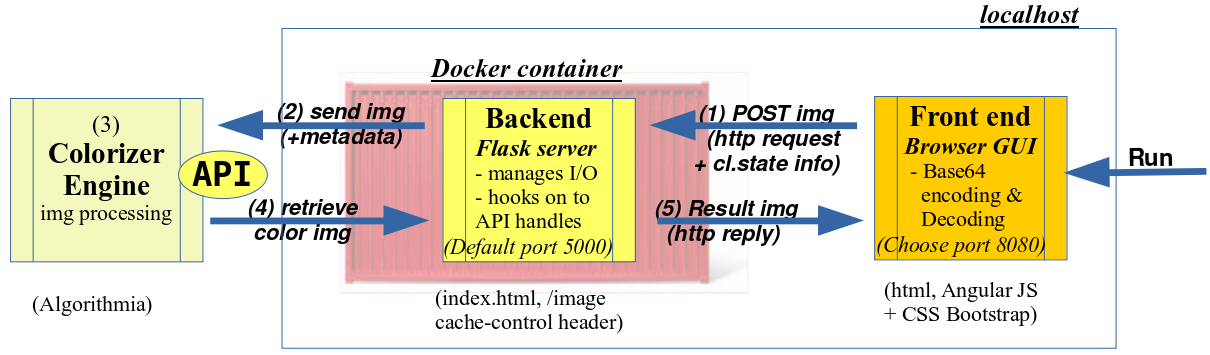 localhost
Docker container
(3)
Colorizer
Engine
img processing
API
(Algorithmia)
(2) send img
(+metadata)
(4) retrieve
color img
Backend
Flask server
- manages I/O
- hooks on to
API handles
(Default port 5000)
(index.html, /image
cache-control header)
(1) POST img
(http request
+ cl.state info)
(5) Result img
(http reply)
Front end
Browser GUI
- Base64
encoding &
Decoding
(Choose port 8080)
(html, Angular JS
+ CSS Bootstrap)
Run